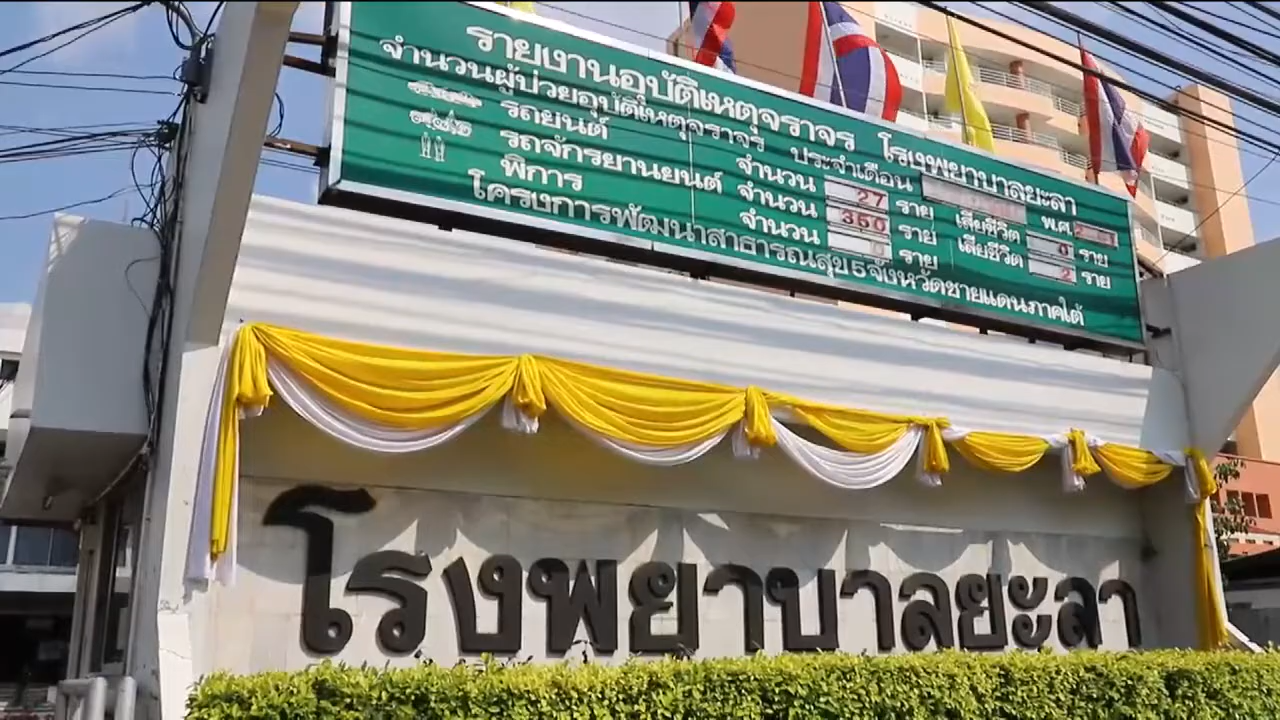 รายงานอุบัติเหตุจราจร โรงพยาบาลยะลา
จำนวนผู้ป่วยอุบัติเหตุจราจร ประจำเดือน พ.ศ.
รถยนต์ จำนวน 27 ราย เสียชีวิต 0 ราย
รถจักรยานยนต์ จำนวน 350 ราย เสียชีวิต 2 ราย
พิการ จำนวน 0 ราย
โครงการพัฒนาสาธารณสุข5จังหวัดชายแดนภาคใต้
โรงพยาบาลยะลา